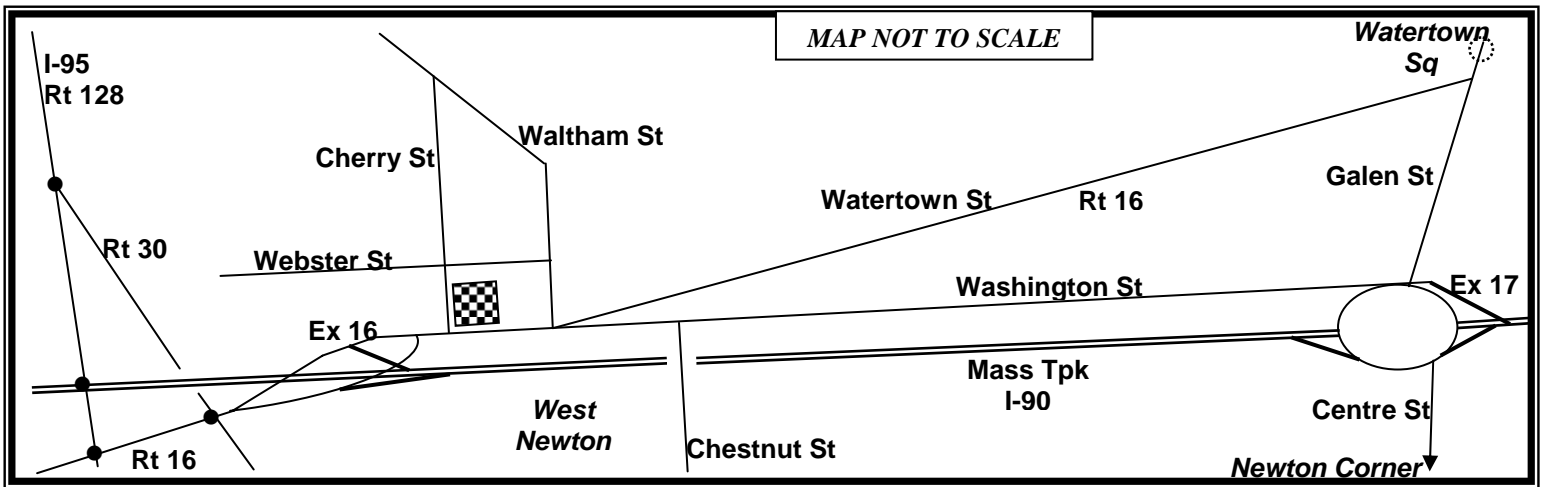 MAP NOT TO SCALE
Watertown
Sq
I-95
Rt 128
Waltham St
Cherry St
Galen St
Watertown St
Rt 16
Rt 30
Webster St
Washington St
Ex 17
Ex 16
Mass Tpk
I-90
West
Newton
Centre St
Chestnut St
Rt 16
Newton Corner